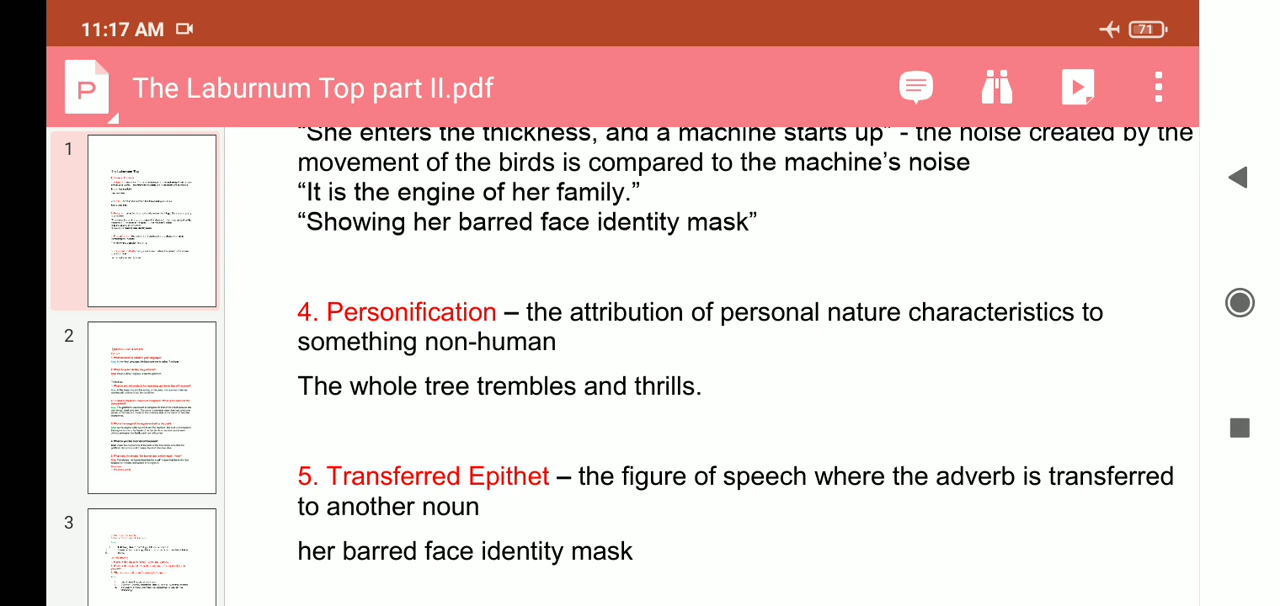 11:17 AM
71
P
The Laburnum Top part II.pdf
1
2
3
"She enters the thickness, and a machine starts up" - the noise created by the
movement of the birds is compared to the machine's noise
“It is the engine of her family.”
“Showing her barred face identity mask”
4. Personification – the attribution of personal nature characteristics to
something non-human
The whole tree trembles and thrills.
5. Transferred Epithet – the figure of speech where the adverb is transferred
to another noun
her barred face identity mask